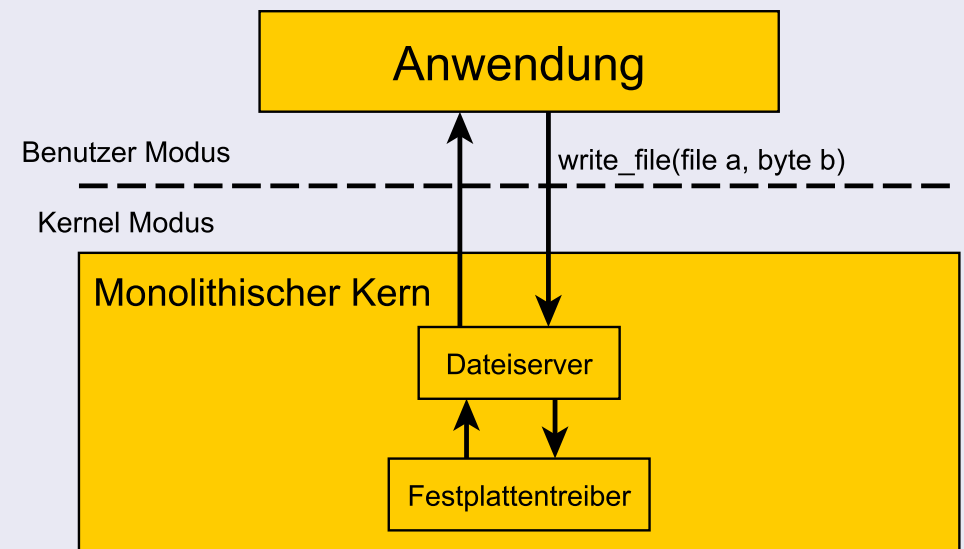 Anwendung
Benutzer Modus
write_file(file a, byte b)
Kernel Modus
Monolithischer Kern
Dateiserver
Festplattentreiber